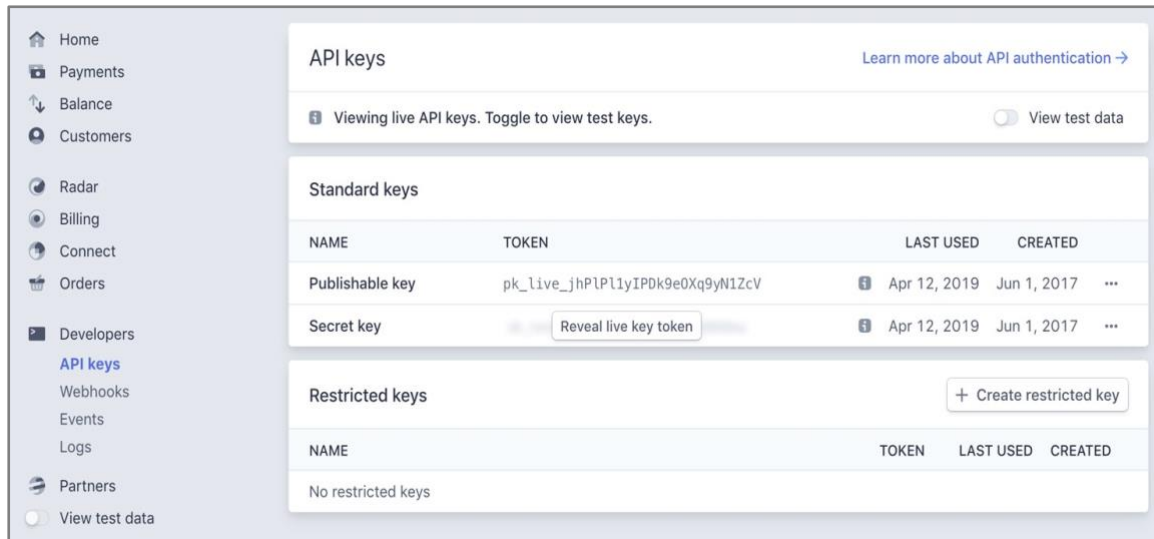 Home
Payments
Balance
Customers
Radar
Billing
Connect
Orders
Developers
API keys
Webhooks
Events
Logs
Partners
View test data
API keys
Learn more about API authentication →
Viewing live API keys. Toggle to view test keys.
View test data
Standard keys
NAME TOKEN LAST USED CREATED
Publishable key pk_live_jhPlPl1yIPDk9eOXq9yN1ZcV Apr 12, 2019 Jun 1, 2017 •••
Secret key Reveal live key token Apr 12, 2019 Jun 1, 2017 •••
Restricted keys
+ Create restricted key
NAME TOKEN LAST USED CREATED
No restricted keys